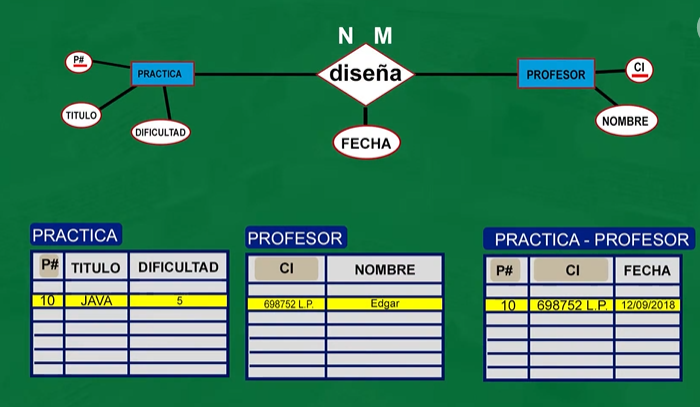 N M
P#
PRACTICA
diseña
PROFESOR
CI
TITULO
DIFICULTAD
FECHA
NOMBRE
PRACTICA
P# TITULO DIFICULTAD
10 JAVA 5
PROFESOR
CI NOMBRE
698752 L.P. Edgar
PRACTICA - PROFESOR
P# CI FECHA
10 698752 L.P. 12/09/2018